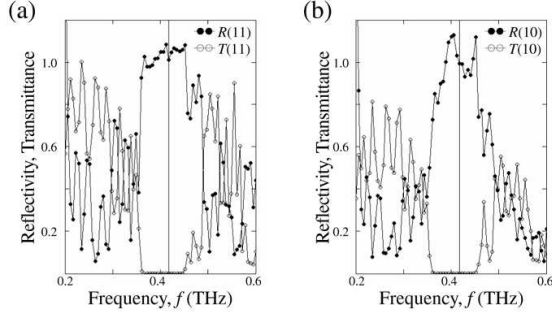 (a)
R(11)
T(11)
Reflectivity, Transmittance
1.0
0.6
0.2
0.2
0.4
0.6
Frequency, f (THz)
(b)
R(10)
T(10)
Reflectivity, Transmittance
1.0
0.6
0.2
0.2
0.4
0.6
Frequency, f (THz)